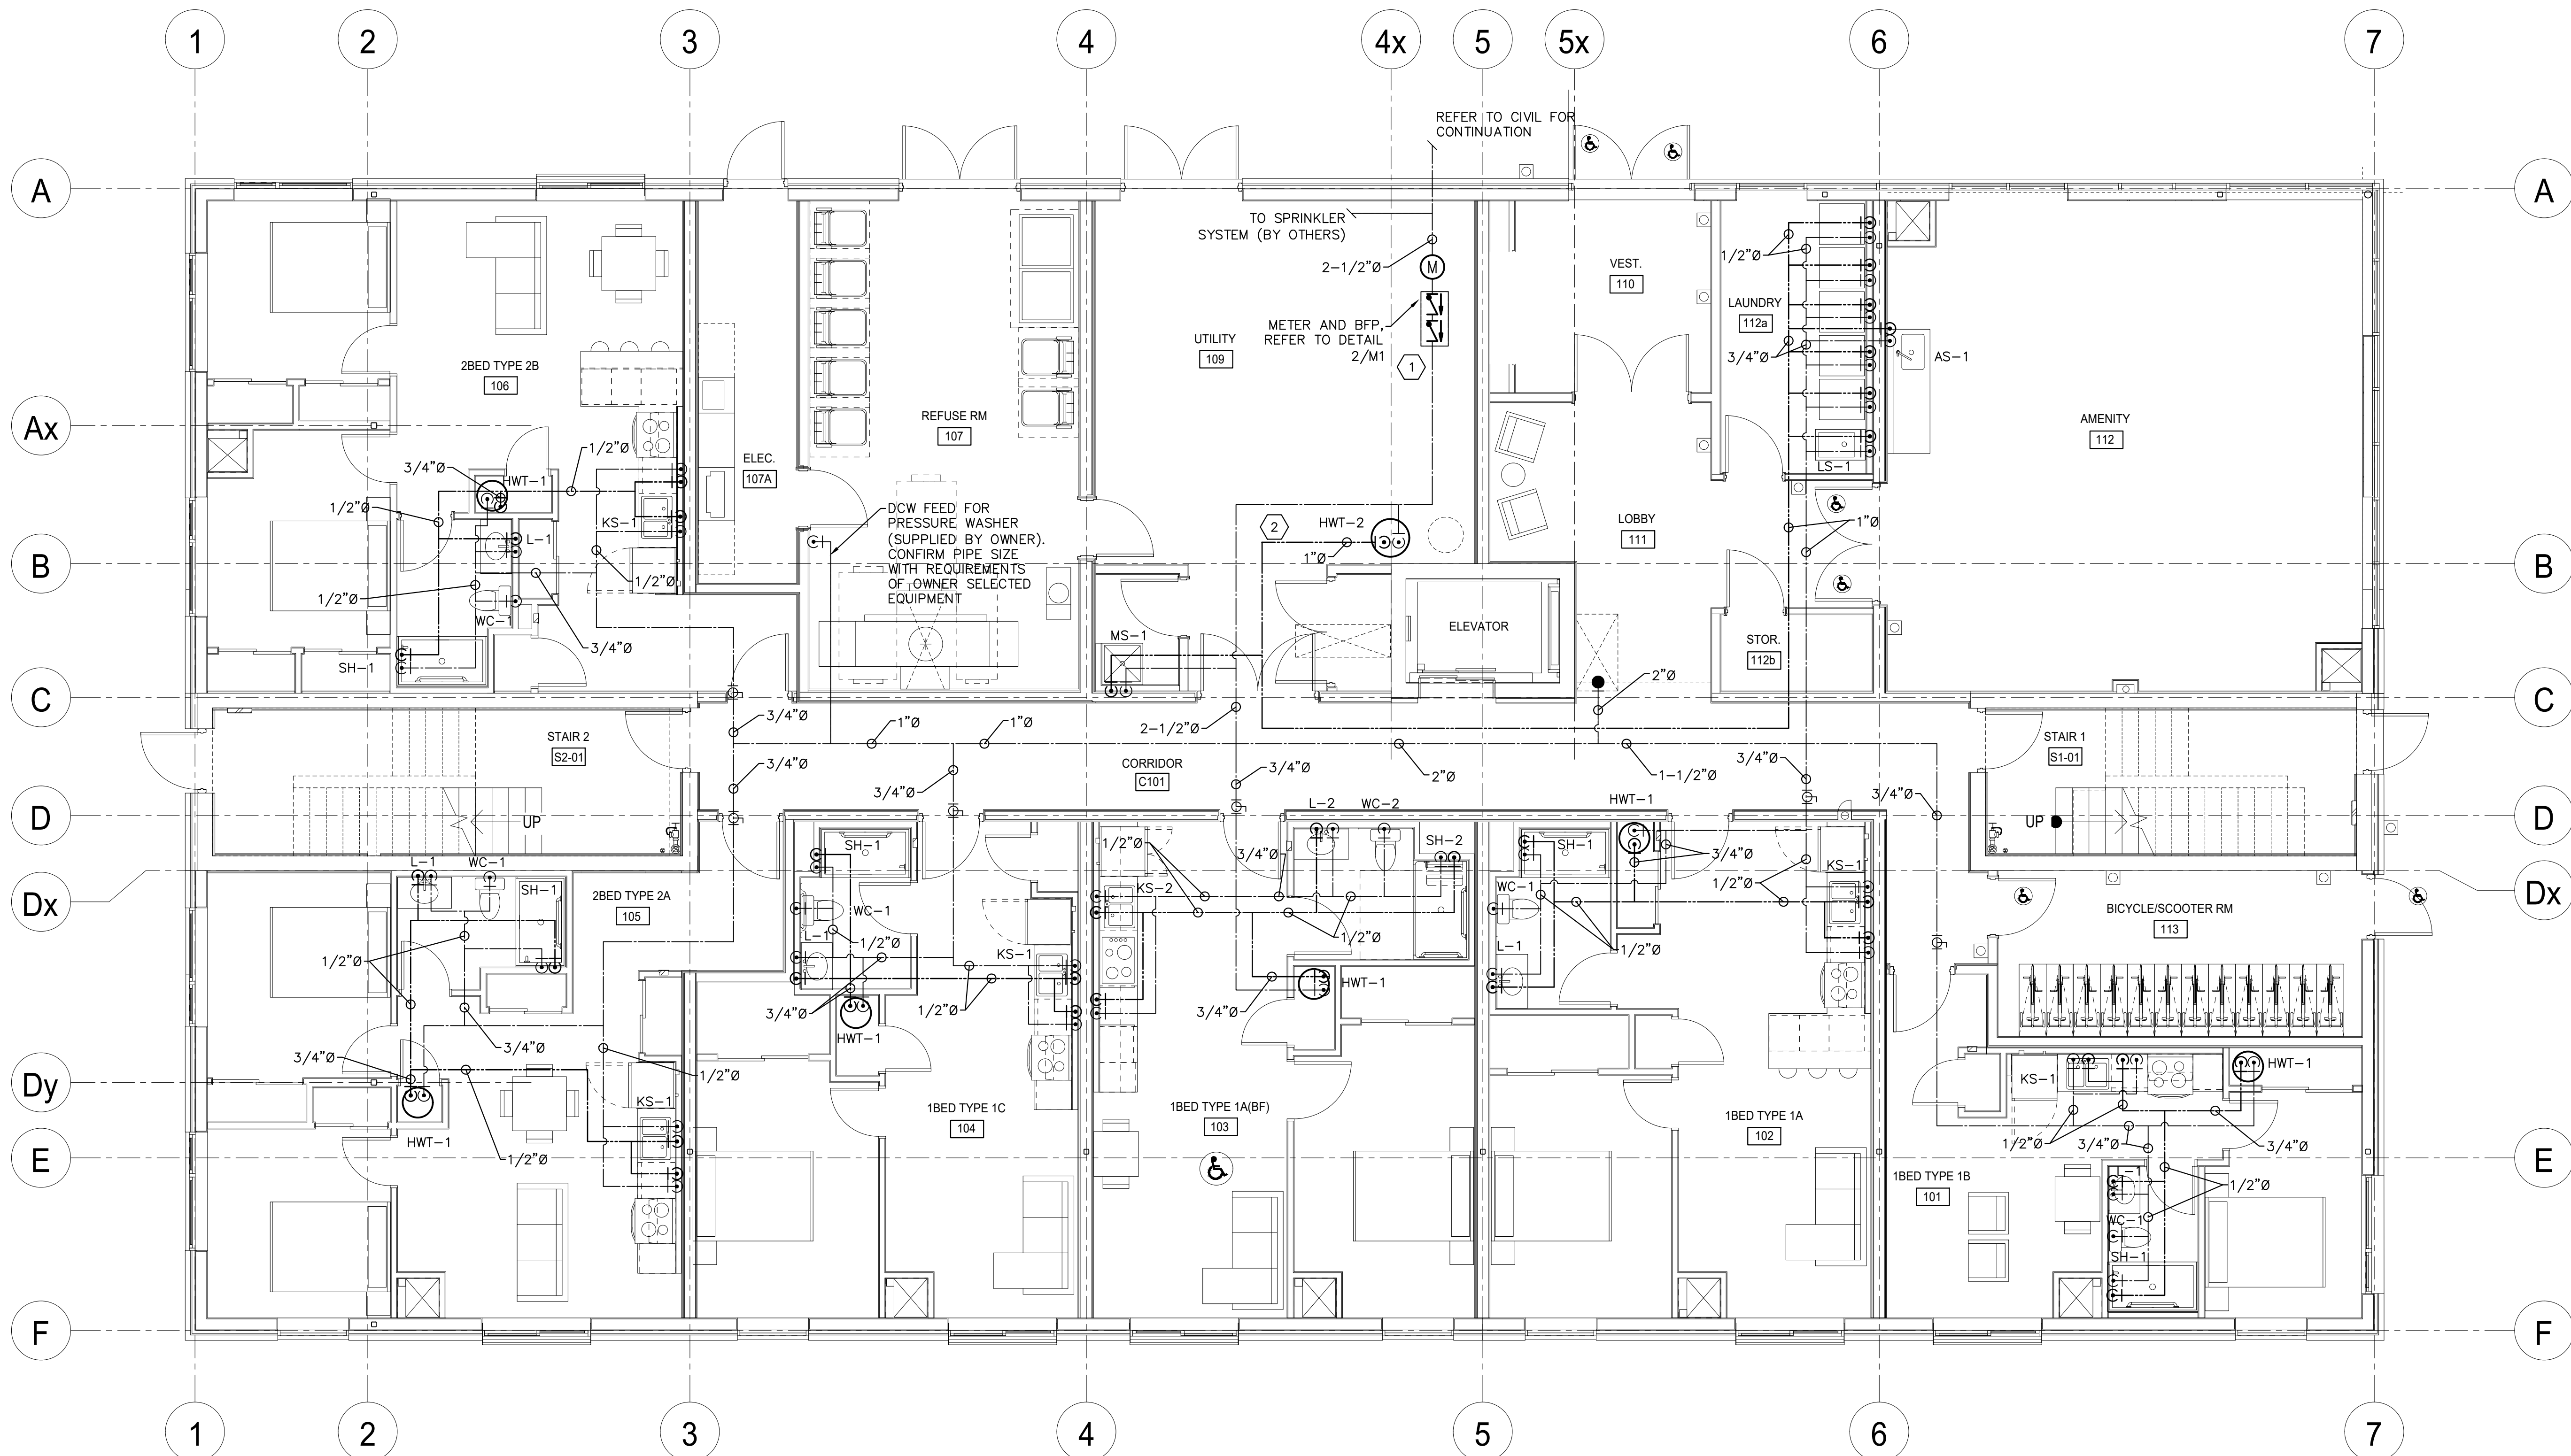 1 2 3 4 4x 5 5x 6 7
REFER TO CIVIL FOR
CONTINUATION
A
A
TO SPRINKLER
SYSTEM (BY OTHERS)
2-1/2"Ø
M
METER AND BFP,
REFER TO DETAIL
2/M1
1
UTILITY
109
VEST.
110
1/2"Ø
LAUNDRY
112a
3/4"Ø
AS-1
LS-1
AMENITY
112
2BED TYPE 2B
106
Ax
REFUSE RM
107
ELEC.
107A
1/2"Ø
3/4"Ø
HWT-1
1/2"Ø
KS-1
L-1
1/2"Ø
1/2"Ø
WC-1
3/4"Ø
SH-1
DCW FEED FOR
PRESSURE WASHER
(SUPPLIED BY OWNER).
CONFIRM PIPE SIZE
WITH REQUIREMENTS
OF OWNER SELECTED
EQUIPMENT
2
HWT-2
1"Ø
LOBBY
111
1"Ø
B
B
ELEVATOR
MS-1
STOR.
112b
2"Ø
C
C
3/4"Ø
1"Ø
1"Ø
2-1/2"Ø
STAIR 2
S2-01
STAIR 1
S1-01
3/4"Ø
3/4"Ø
CORRIDOR
C101
3/4"Ø
2"Ø
1-1/2"Ø
3/4"Ø
3/4"Ø
D
UP
UP
D
L-1
WC-1
SH-1
2BED TYPE 2A
105
SH-1
WC-1
L-1
1/2"Ø
3/4"Ø
KS-1
1/2"Ø
3/4"Ø
HWT-1
L-2
WC-2
SH-2
1/2"Ø
3/4"Ø
KS-2
1/2"Ø
HWT-1
3/4"Ø
HWT-1
SH-1
3/4"Ø
WC-1
1/2"Ø
KS-1
L-1
1/2"Ø
Dx
Dx
BICYCLE/SCOOTER RM
113
1/2"Ø
3/4"Ø
3/4"Ø
1/2"Ø
Dy
Dy
HWT-1
1/2"Ø
KS-1
1BED TYPE 1C
104
1BED TYPE 1A(BF)
103
1BED TYPE 1A
102
KS-1
HWT-1
1/2"Ø
3/4"Ø
3/4"Ø
E
E
1BED TYPE 1B
101
L-1
1/2"Ø
WC-1
SH-1
F
F
1 2 3 4 5 6 7